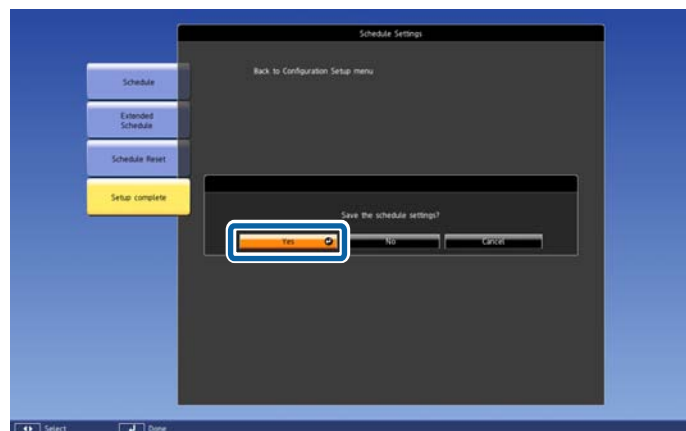 Schedule Settings
Back to Configuration Setup menu
Schedule
Extended
Schedule
Schedule Reset
Setup complete
Save the schedule settings?
Yes
No
Cancel
Select
Done